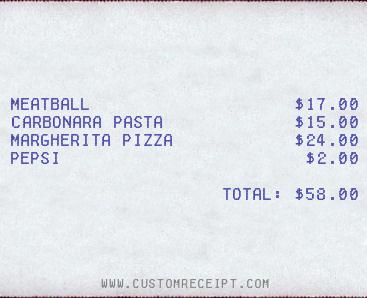 MEATBALL $17.00
CARBONARA PASTA $15.00
MARGHERITA PIZZA $24.00
PEPSI $2.00
TOTAL: $58.00
WWW.CUSTOMRECEIPT.COM